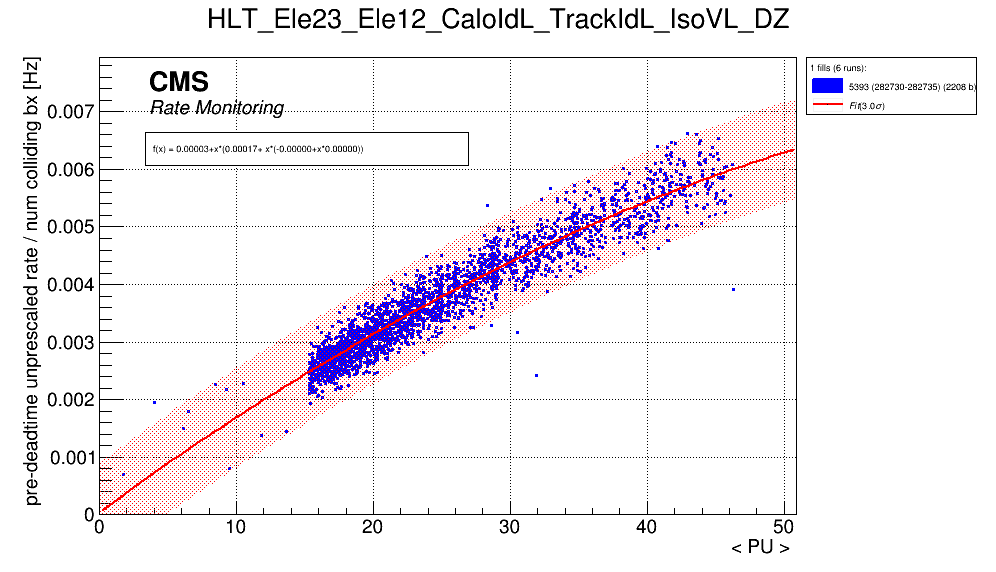 HLT_Ele23_Ele12_CaloIdL_TrackIdL_IsoVL_DZ
pre-deadtime unprescaled rate / num colliding bx [Hz]
CMS
Rate Monitoring
f(x) = 0.00003+x*(0.00017+ x*(-0.00000+x*0.00000))
1 fills (6 runs):
5393 (282730-282735) (2208 b)
Fit(3.0σ)
0.007
0.006
0.005
0.004
0.003
0.002
0.001
0
0 10 20 30 40 50
< PU >